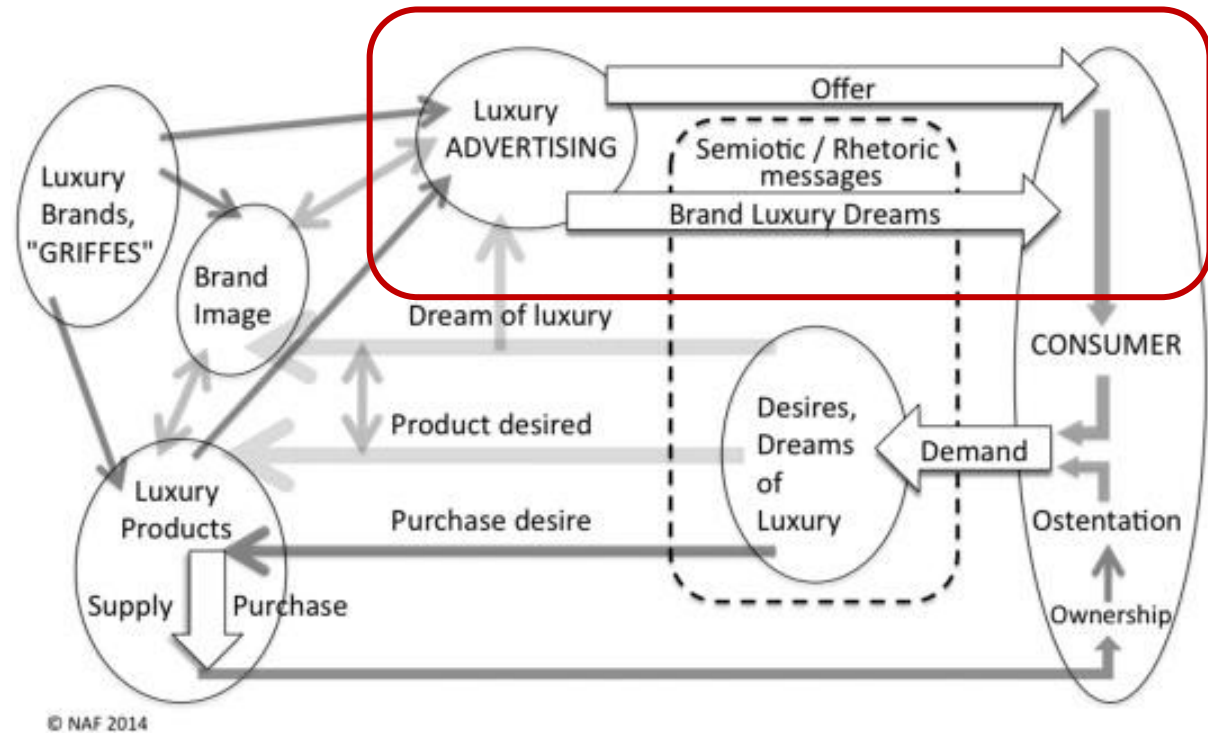 Offer
Luxury
ADVERTISING
Semiotic / Rhetoric
messages
Brand Luxury Dreams
Luxury
Brands,
"GRIFFES"
Brand
Image
Dream of luxury
CONSUMER
Product desired
Desires,
Dreams
of
Luxury
Demand
Luxury
Products
Purchase desire
Ostentation
Supply
Purchase
Ownership
© NAF 2014